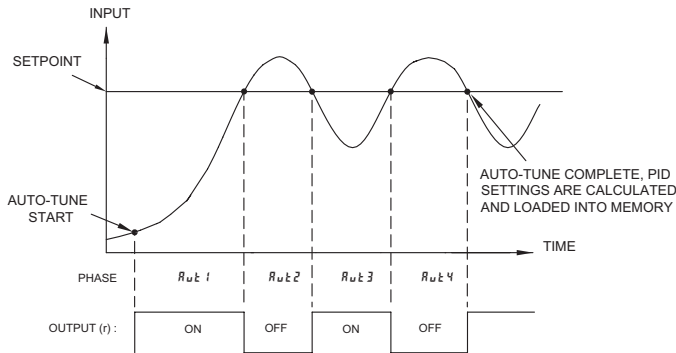 INPUT
SETPOINT
AUTO-TUNE
START
AUTO-TUNE COMPLETE, PID
SETTINGS ARE CALCULATED
AND LOADED INTO MEMORY
TIME
PHASE Aut1 Aut2 Aut3 Aut4
OUTPUT (r) : ON OFF ON OFF